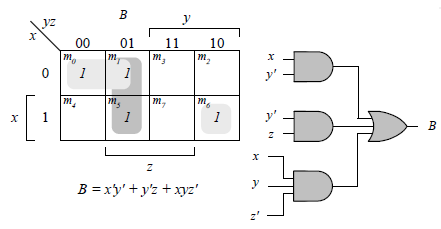 B
yz
x
y
00 01 11 10
0 m0 1 m1 1 m3 m2
x 1 m4 m5 1 m7 m6 1
z
B = x'y' + y'z + xyz'
x
y'
y'
z
B
x
y
z'